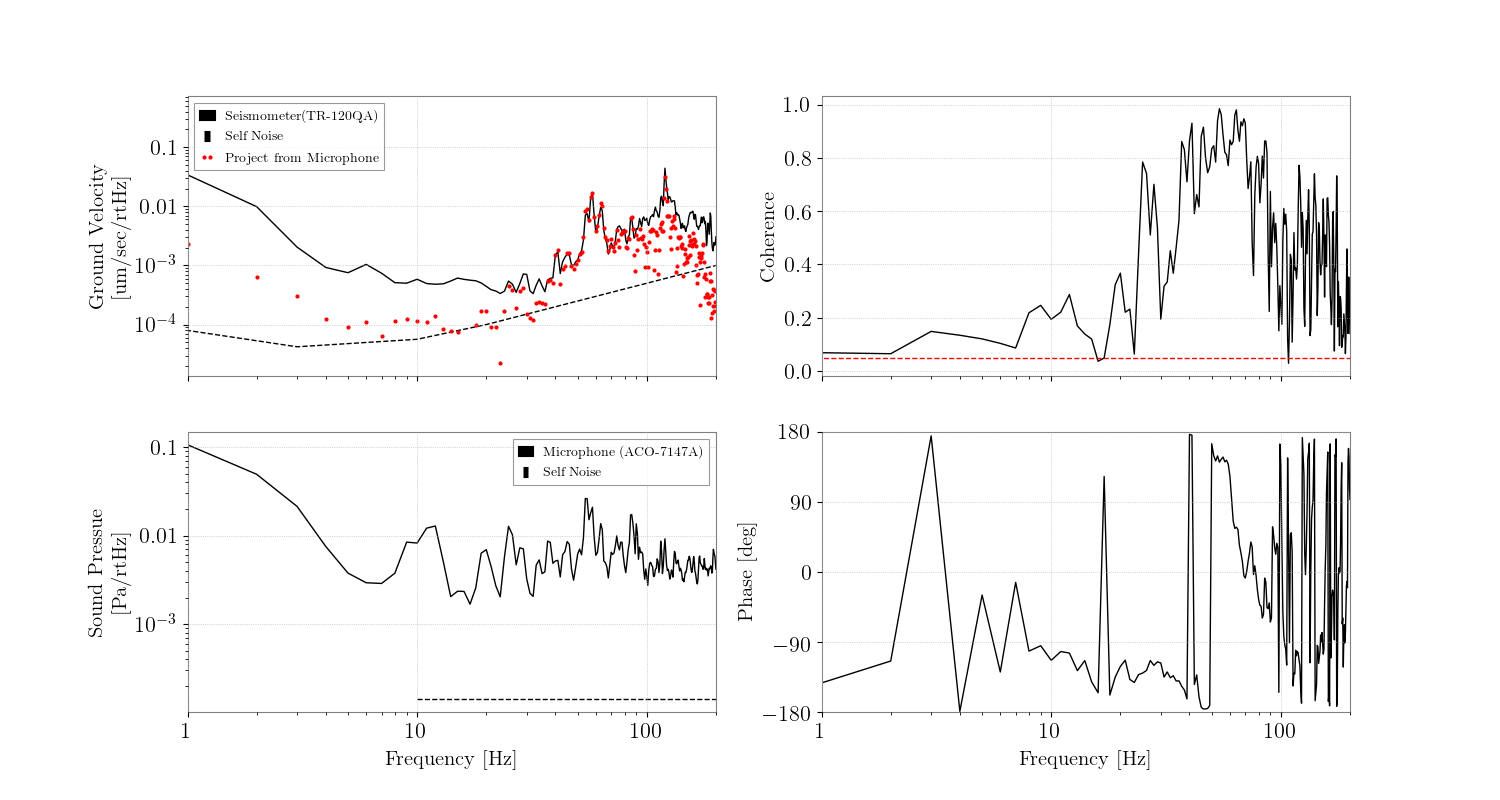 Ground Velocity
[um/sec/rtHz]
0.1
0.01
10⁻³
10⁻⁴
Seismometer(TR-120QA)
Self Noise
Project from Microphone
Coherence
1.0
0.8
0.6
0.4
0.2
0.0
Sound Pressue
[Pa/rtHz]
0.1
0.01
10⁻³
Microphone (ACO-7147A)
Self Noise
1
10
100
Frequency [Hz]
Phase [deg]
180
90
0
−90
−180
1
10
100
Frequency [Hz]